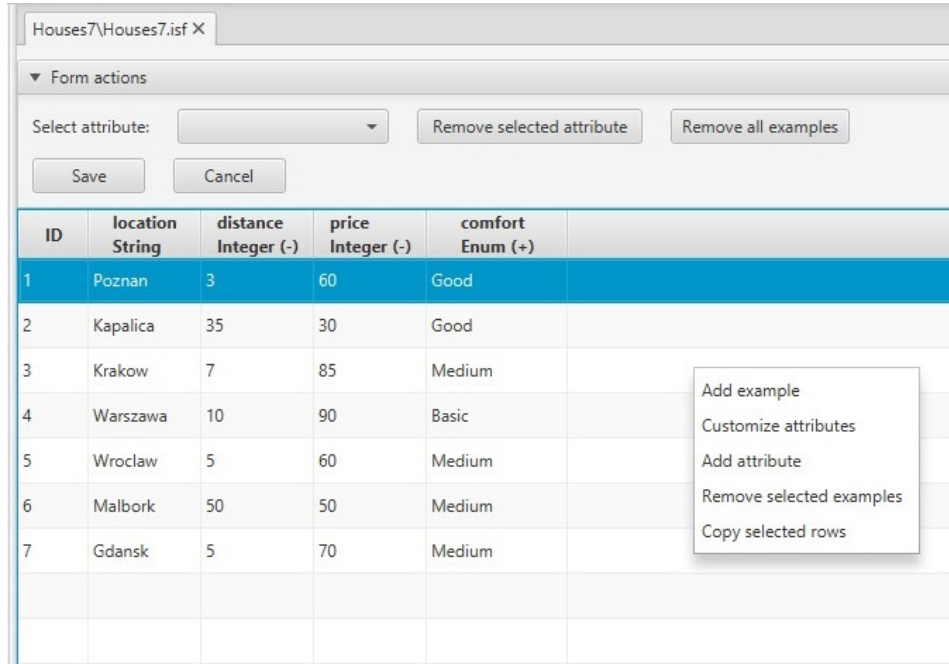 Houses7\Houses7.isf X
Form actions
Select attribute: Remove selected attribute Remove all examples
Save Cancel
ID location String distance Integer (-) price Integer (-) comfort Enum (+)
1 Poznan 3 60 Good
2 Kapalica 35 30 Good
3 Krakow 7 85 Medium
4 Warszawa 10 90 Basic
5 Wroclaw 5 60 Medium
6 Malbork 50 50 Medium
7 Gdansk 5 70 Medium
Add example
Customize attributes
Add attribute
Remove selected examples
Copy selected rows